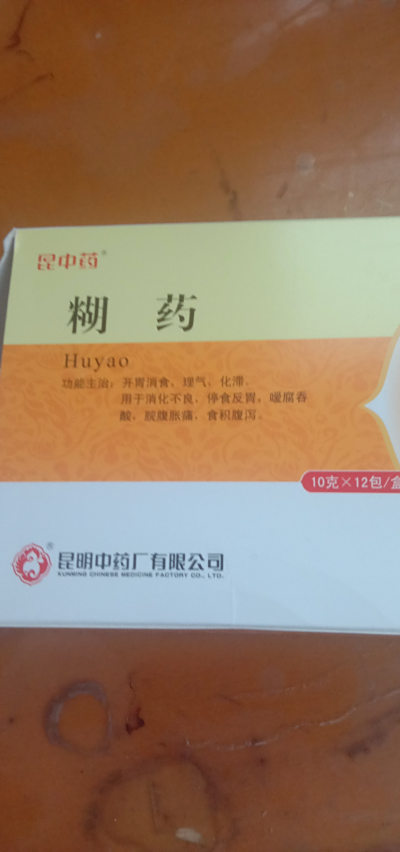 昆中药®
糊药
Huyao
功能主治：开胃消食、理气、化滞。
用于消化不良，停食反胃，嗳腐吞
酸，脘腹胀痛，食积腹泻。
10克×12包/盒
昆明中药厂有限公司
KUNMING CHINESE MEDICINE FACTORY CO., LTD.